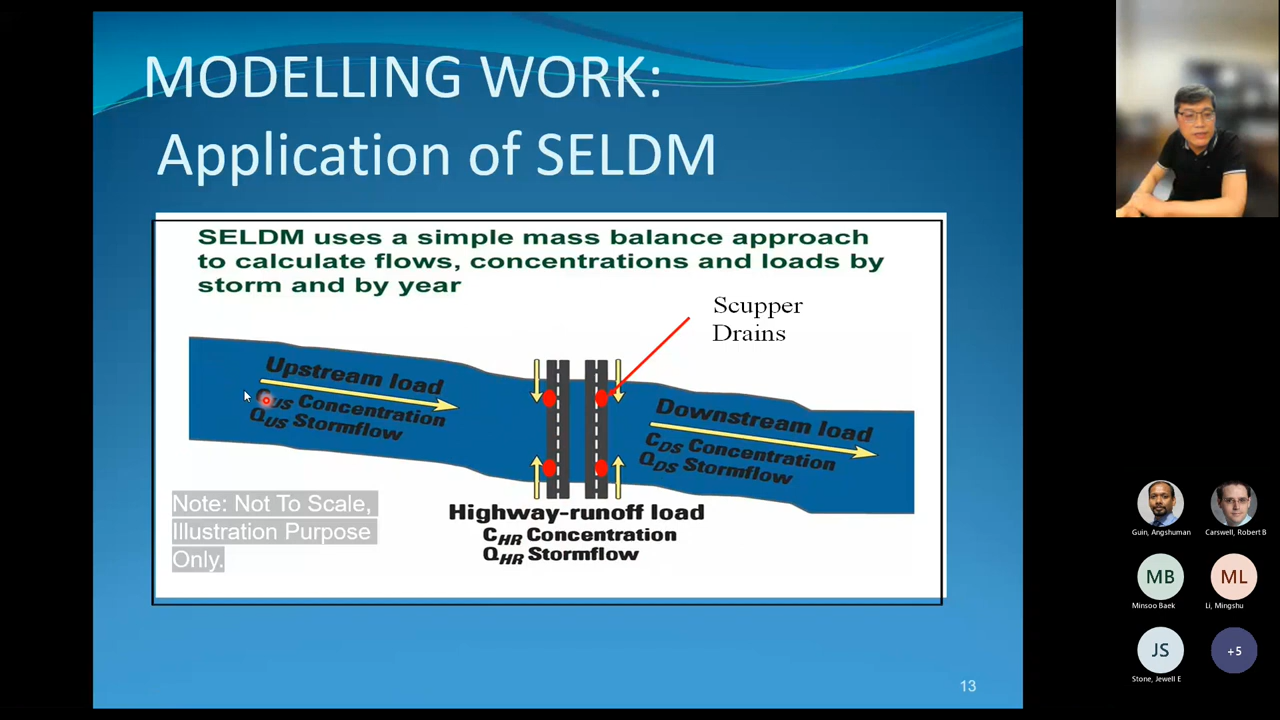 MODELLING WORK:
Application of SELDM
SELDM uses a simple mass balance approach
to calculate flows, concentrations and loads by
storm and by year
Scupper
Drains
Upstream load
CUS Concentration
QUS Stormflow
Downstream load
CDS Concentration
QDS Stormflow
Note: Not To Scale,
Illustration Purpose
Only.
Highway-runoff load
CHR Concentration
QHR Stormflow
13
Guin, Angshuman
Carswell, Robert B
MB
Minsoo Baek
ML
Li, Mingshu
JS
Stone, Jewell E
+5